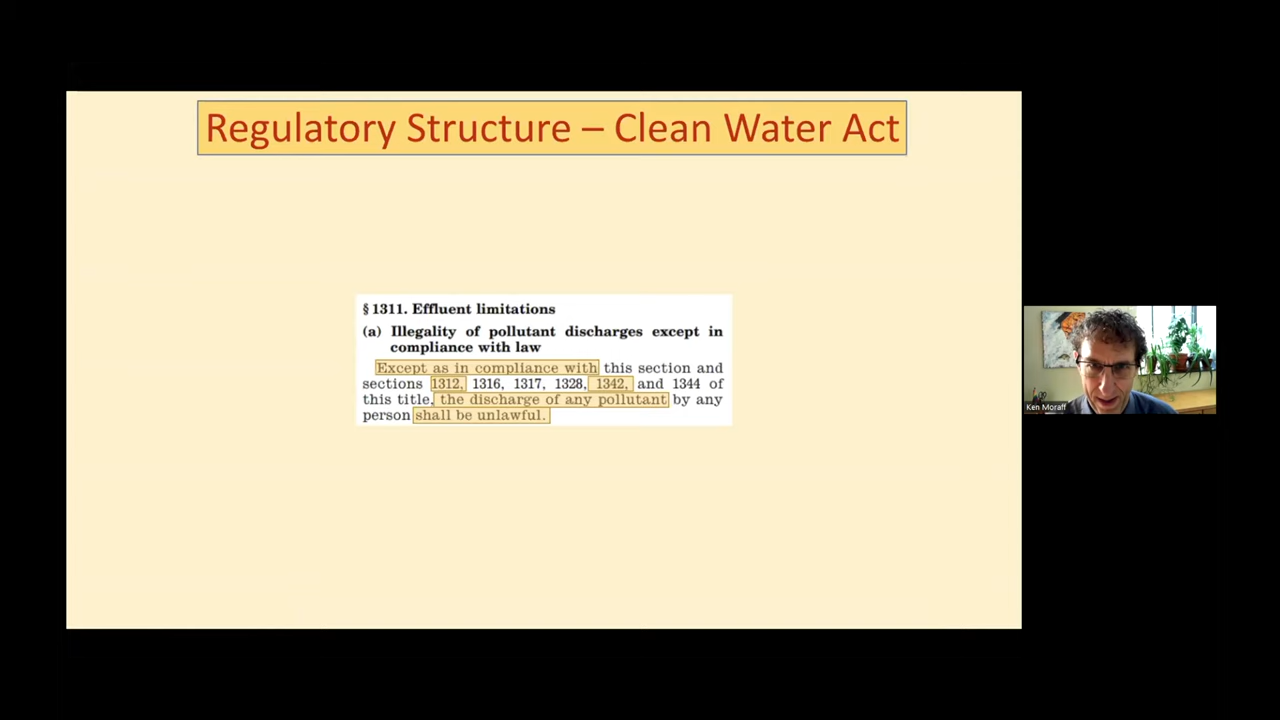 Regulatory Structure – Clean Water Act
§ 1311. Effluent limitations
(a) Illegality of pollutant discharges except in
compliance with law
Except as in compliance with this section and
sections 1312, 1316, 1317, 1328, 1342, and 1344 of
this title, the discharge of any pollutant by any
person shall be unlawful.
Ken Moraff